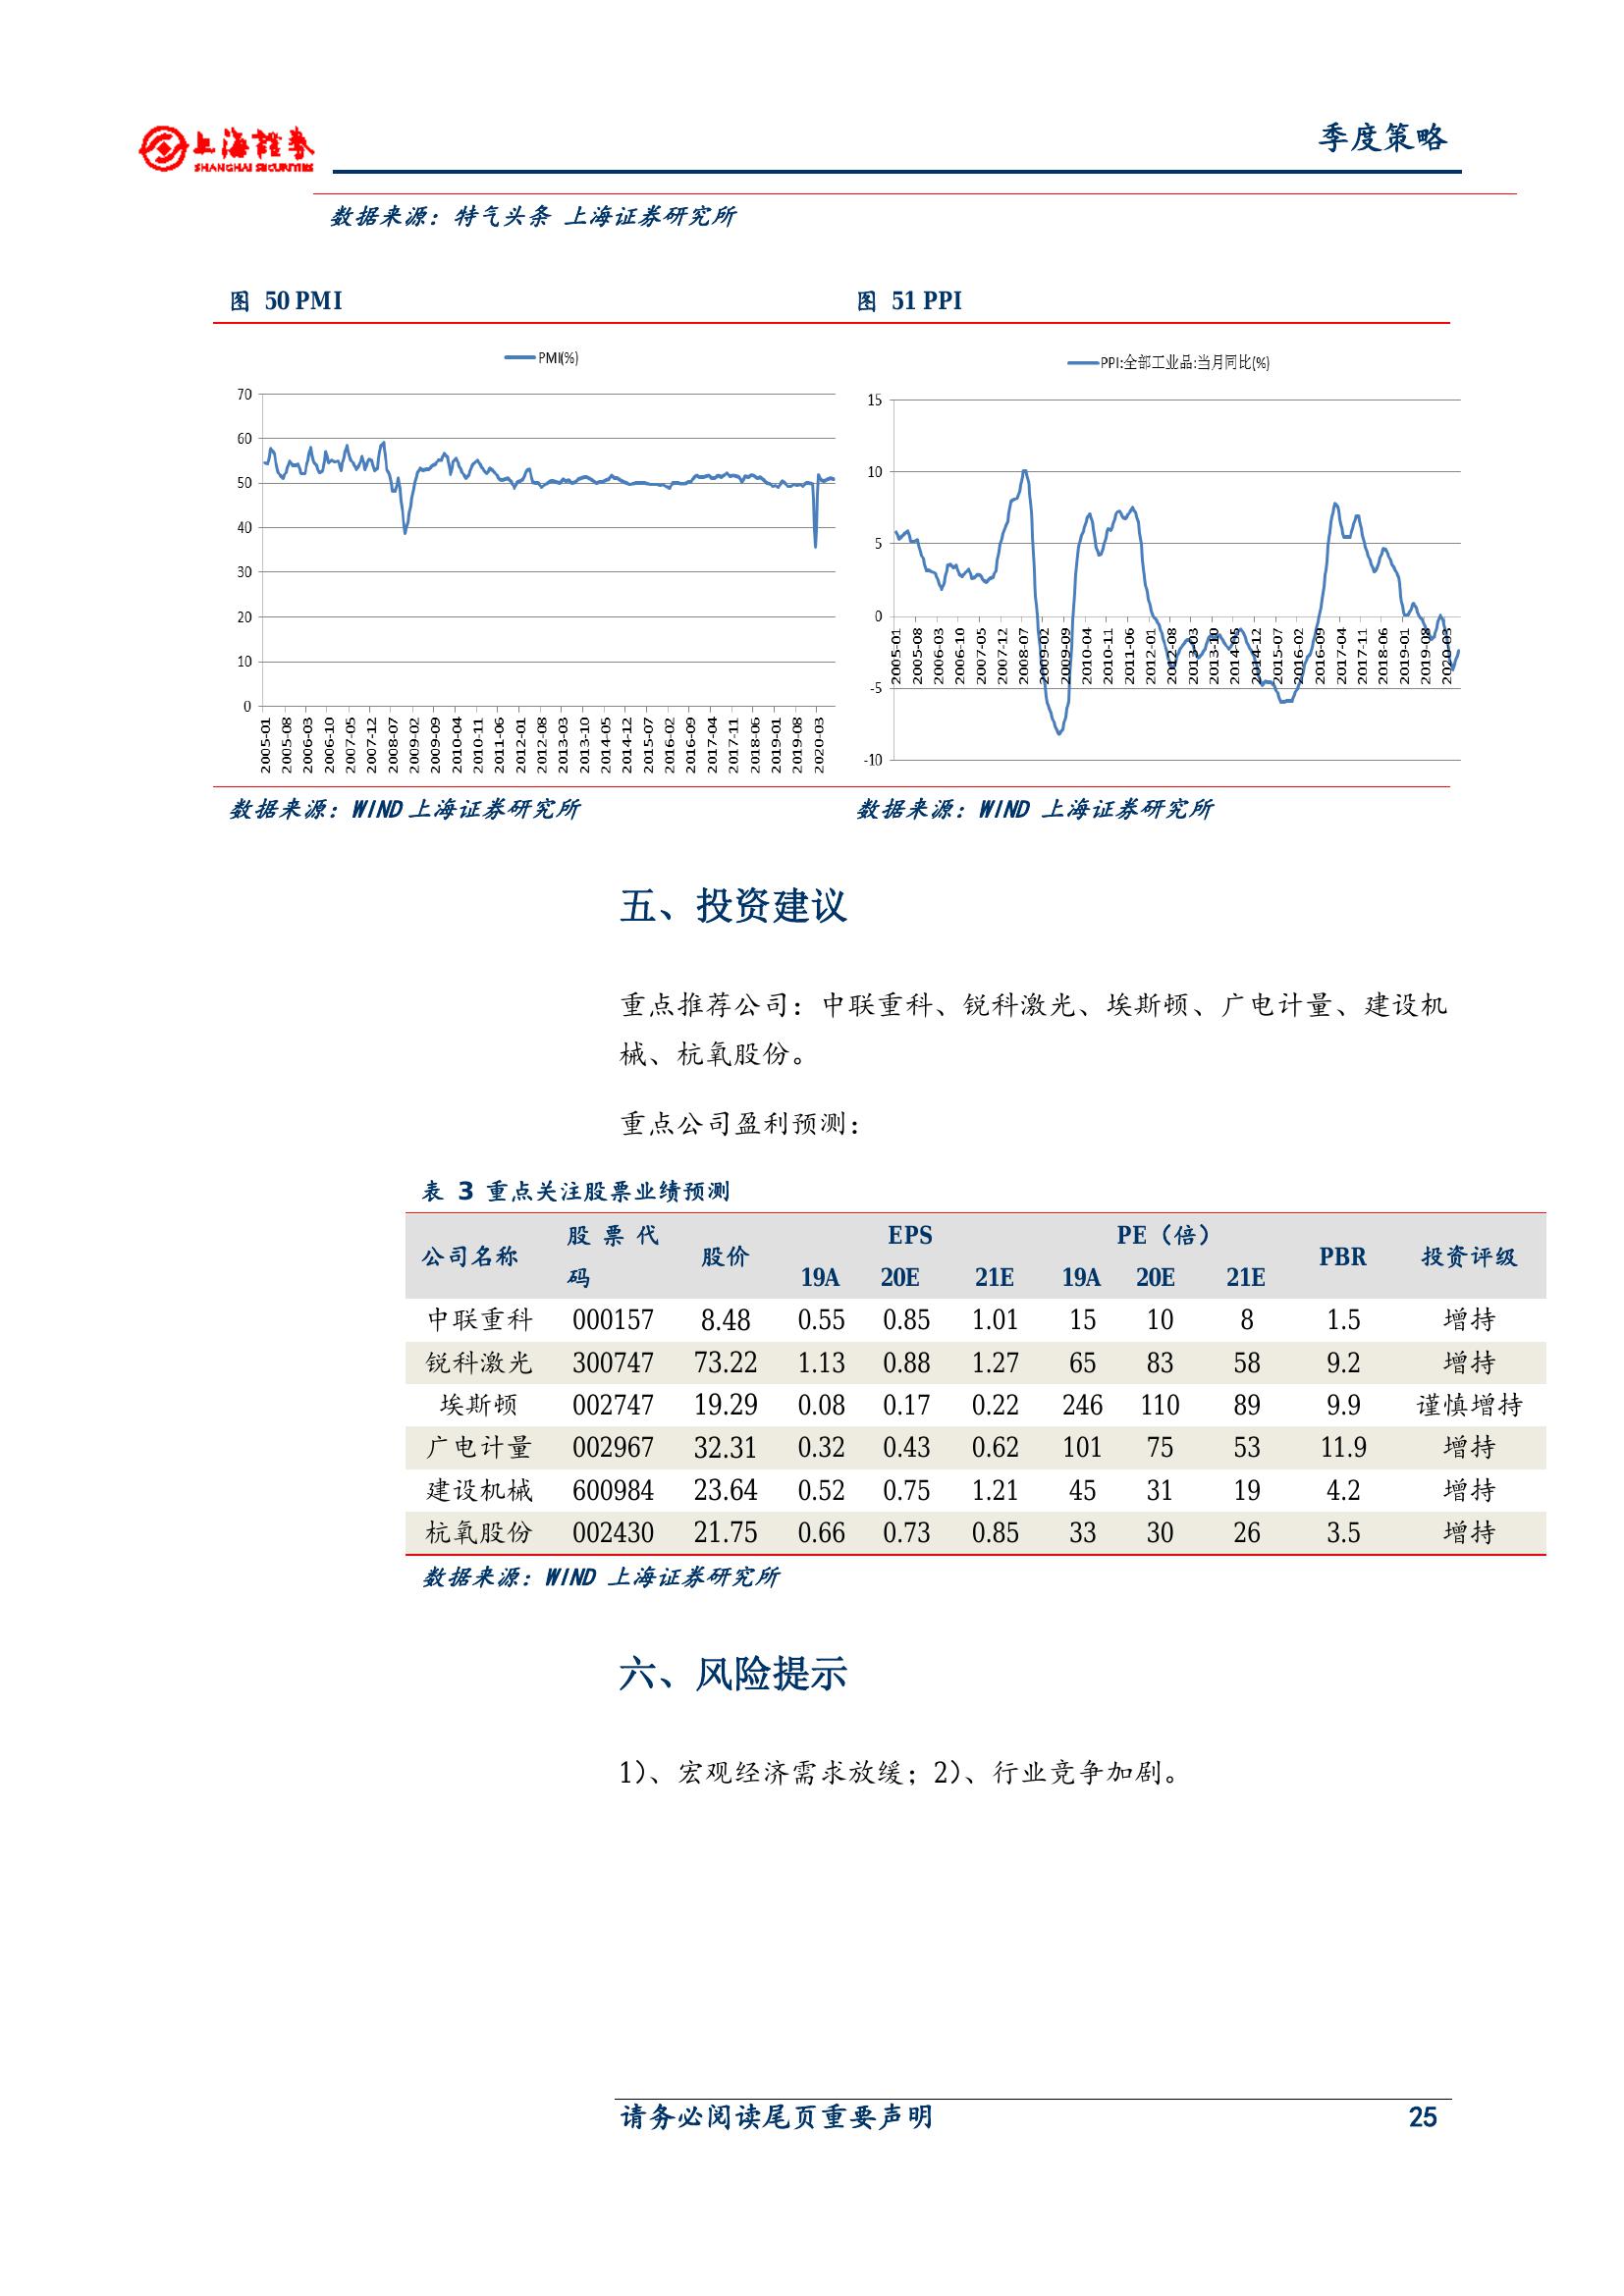 上海證券
SHANGHAI SECURITIES
季度策略
数据来源：特气头条 上海证券研究所
图 50 PMI
图 51 PPI
PMI(%)
70
60
50
40
30
20
10
0
2005-01
2005-08
2006-03
2006-10
2007-05
2007-12
2008-07
2009-02
2009-09
2010-04
2010-11
2011-06
2012-01
2012-08
2013-03
2013-10
2014-05
2014-12
2015-07
2016-02
2016-09
2017-04
2017-11
2018-06
2019-01
2019-08
2020-03
PPI:全部工业品:当月同比(%)
15
10
5
0
-5
-10
2005-01
2005-08
2006-03
2006-10
2007-05
2007-12
2008-07
2009-02
2009-09
2010-04
2010-11
2011-06
2012-01
2012-08
2013-03
2013-10
2014-05
2014-12
2015-07
2016-02
2016-09
2017-04
2017-11
2018-06
2019-01
2019-08
2020-03
数据来源：WIND 上海证券研究所
数据来源：WIND 上海证券研究所
五、投资建议
重点推荐公司：中联重科、锐科激光、埃斯顿、广电计量、建设机
械、杭氧股份。
重点公司盈利预测：
表 3 重点关注股票业绩预测
公司名称 股票代码 股价 EPS PE（倍） PBR 投资评级
19A 20E 21E 19A 20E 21E
中联重科 000157 8.48 0.55 0.85 1.01 15 10 8 1.5 增持
锐科激光 300747 73.22 1.13 0.88 1.27 65 83 58 9.2 增持
埃斯顿 002747 19.29 0.08 0.17 0.22 246 110 89 9.9 谨慎增持
广电计量 002967 32.31 0.32 0.43 0.62 101 75 53 11.9 增持
建设机械 600984 23.64 0.52 0.75 1.21 45 31 19 4.2 增持
杭氧股份 002430 21.75 0.66 0.73 0.85 33 30 26 3.5 增持
数据来源：WIND 上海证券研究所
六、风险提示
1）、宏观经济需求放缓；2）、行业竞争加剧。
请务必阅读尾页重要声明
25